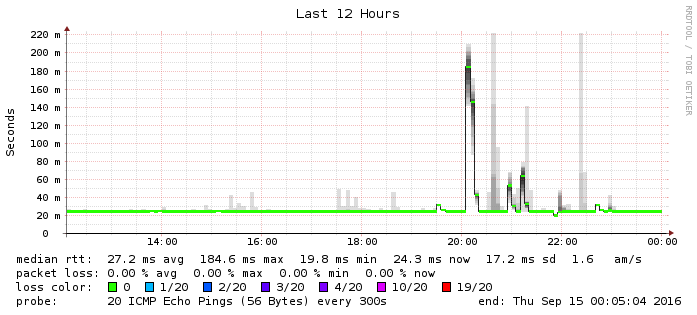 Last 12 Hours
RRDTOOL / TOBI OETIKER
Seconds
220 m
200 m
180 m
160 m
140 m
120 m
100 m
80 m
60 m
40 m
20 m
0
14:00 16:00 18:00 20:00 22:00 00:00
median rtt: 27.2 ms avg 184.6 ms max 19.8 ms min 24.3 ms now 17.2 ms sd 1.6 am/s
packet loss: 0.00 % avg 0.00 % max 0.00 % min 0.00 % now
loss color: 0 1/20 2/20 3/20 4/20 10/20 19/20
probe: 20 ICMP Echo Pings (56 Bytes) every 300s end: Thu Sep 15 00:05:04 2016